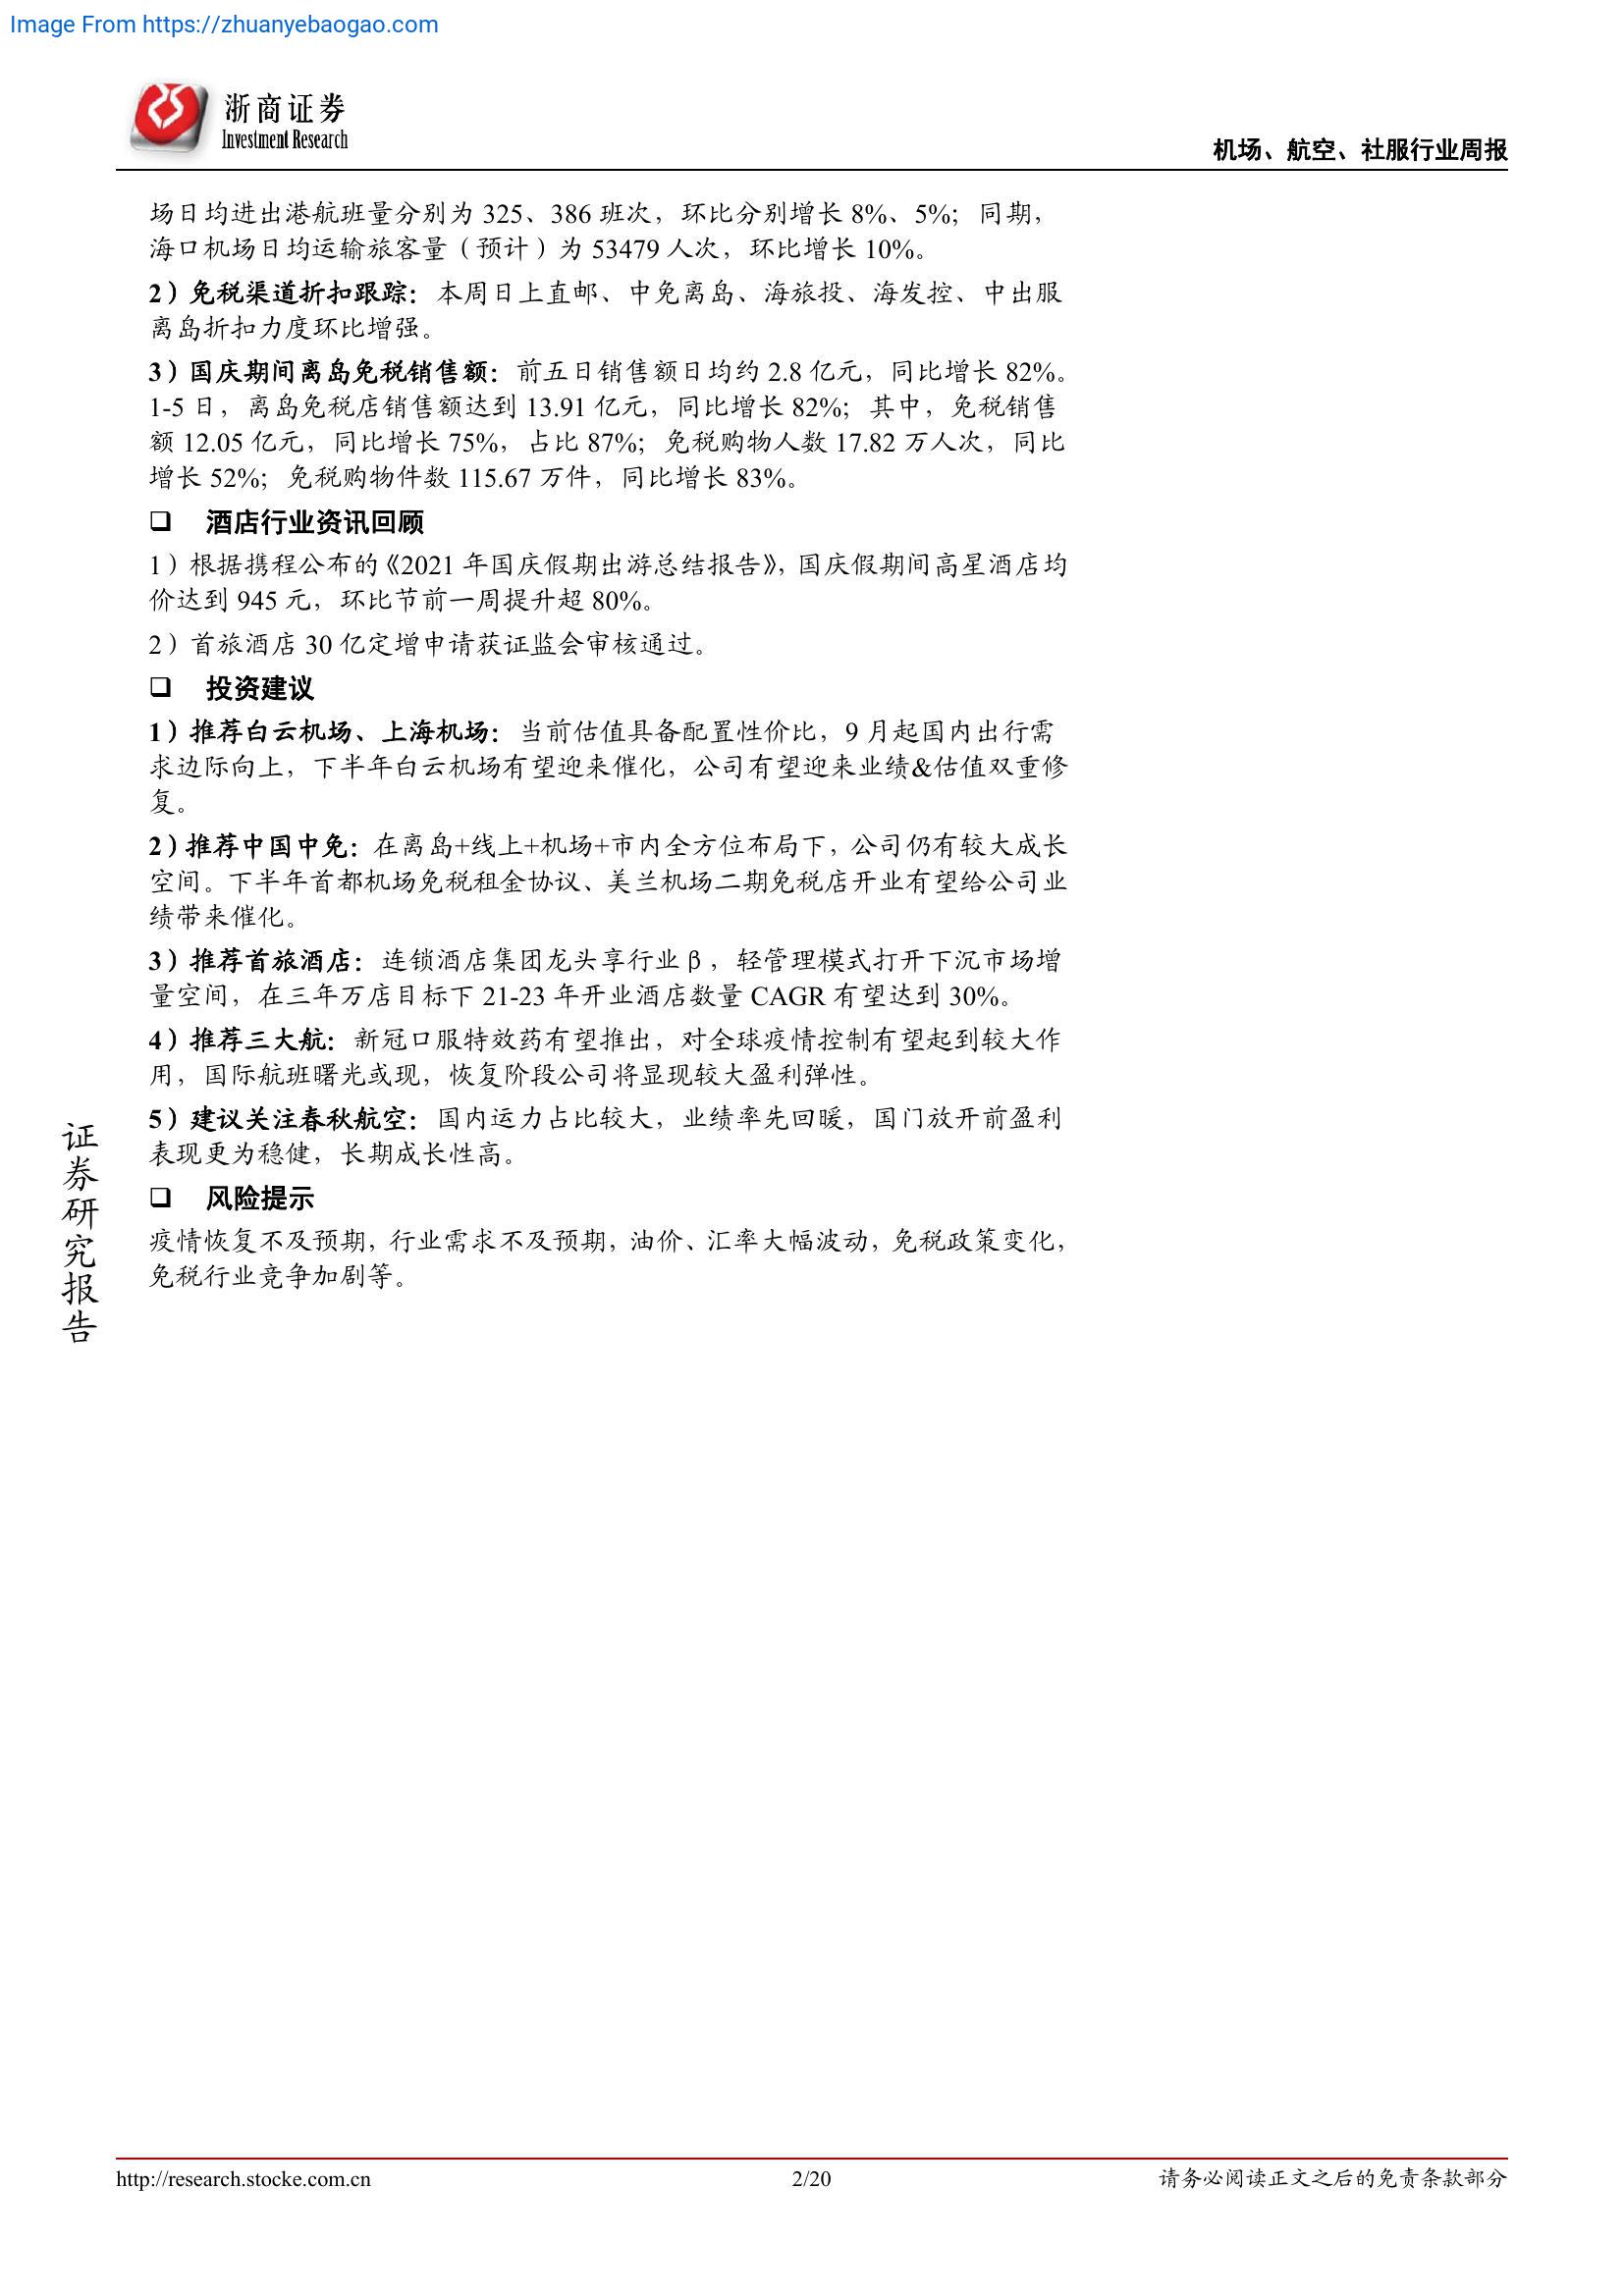 Image From https://zhuanyebaogao.com
浙商证券
Investment Research
机场、航空、社服行业周报
场日均进出港航班量分别为 325、386 班次，环比分别增长 8%、5%；同期，
海口机场日均运输旅客量（预计）为 53479 人次，环比增长 10%。
2）免税渠道折扣跟踪：本周日上直邮、中免离岛、海旅投、海发控、中出服
离岛折扣力度环比增强。
3）国庆期间离岛免税销售额：前五日销售额日均约 2.8 亿元，同比增长 82%。
1-5 日，离岛免税店销售额达到 13.91 亿元，同比增长 82%；其中，免税销售
额 12.05 亿元，同比增长 75%，占比 87%；免税购物人数 17.82 万人次，同比
增长 52%；免税购物件数 115.67 万件，同比增长 83%。
❑ 酒店行业资讯回顾
1）根据携程公布的《2021 年国庆假期出游总结报告》，国庆假期间高星酒店均
价达到 945 元，环比节前一周提升超 80%。
2）首旅酒店 30 亿定增申请获证监会审核通过。
❑ 投资建议
1）推荐白云机场、上海机场：当前估值具备配置性价比，9 月起国内出行需
求边际向上，下半年白云机场有望迎来催化，公司有望迎来业绩&估值双重修
复。
2）推荐中国中免：在离岛+线上+机场+市内全方位布局下，公司仍有较大成长
空间。下半年首都机场免税租金协议、美兰机场二期免税店开业有望给公司业
绩带来催化。
3）推荐首旅酒店：连锁酒店集团龙头享行业β，轻管理模式打开下沉市场增
量空间，在三年万店目标下 21-23 年开业酒店数量 CAGR 有望达到 30%。
4）推荐三大航：新冠口服特效药有望推出，对全球疫情控制有望起到较大作
用，国际航班曙光或现，恢复阶段公司将显现较大盈利弹性。
5）建议关注春秋航空：国内运力占比较大，业绩率先回暖，国门放开前盈利
表现更为稳健，长期成长性高。
❑ 风险提示
疫情恢复不及预期，行业需求不及预期，油价、汇率大幅波动，免税政策变化，
免税行业竞争加剧等。
证券研究报告
http://research.stocke.com.cn
2/20
请务必阅读正文之后的免责条款部分